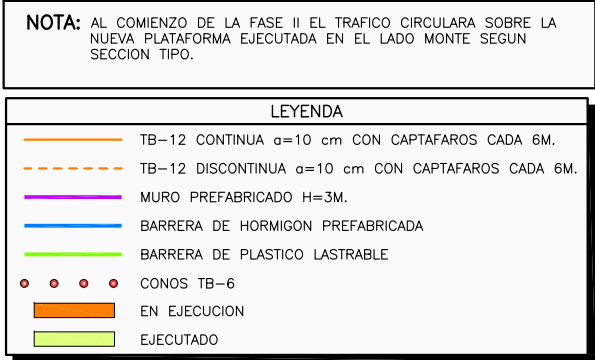 NOTA: AL COMIENZO DE LA FASE II EL TRAFICO CIRCULARA SOBRE LA
NUEVA PLATAFORMA EJECUTADA EN EL LADO MONTE SEGUN
SECCION TIPO.
LEYENDA
TB-12 CONTINUA a=10 cm CON CAPTAFAROS CADA 6M.
TB-12 DISCONTINUA a=10 cm CON CAPTAFAROS CADA 6M.
MURO PREFABRICADO H=3M.
BARRERA DE HORMIGON PREFABRICADA
BARRERA DE PLASTICO LASTRABLE
CONOS TB-6
EN EJECUCION
EJECUTADO